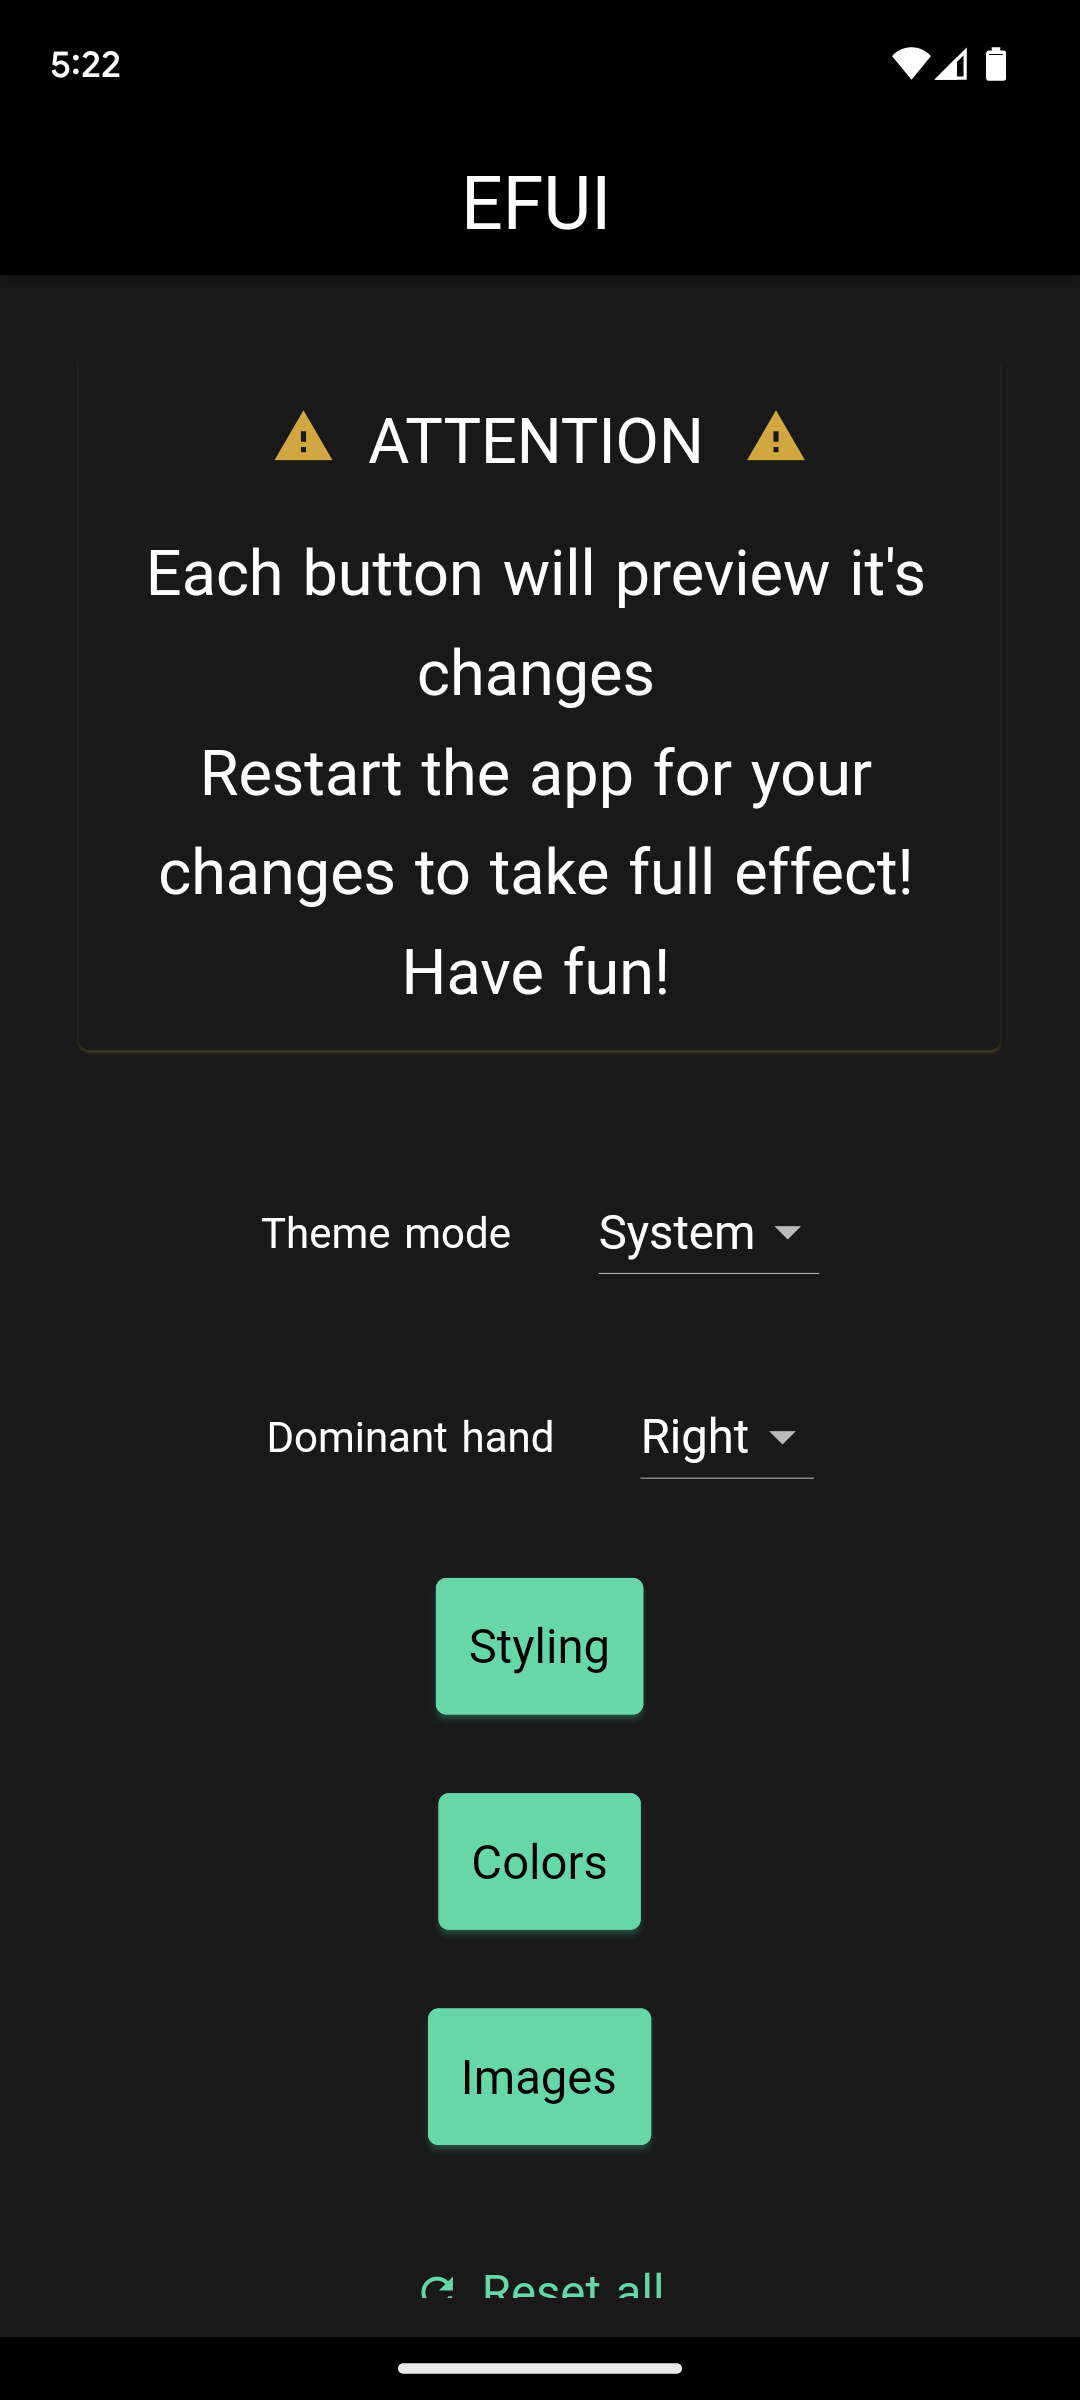 5:22
EFUI
ATTENTION
Each button will preview it's
changes
Restart the app for your
changes to take full effect!
Have fun!
Theme mode System
Dominant hand Right
Styling
Colors
Images
Reset all